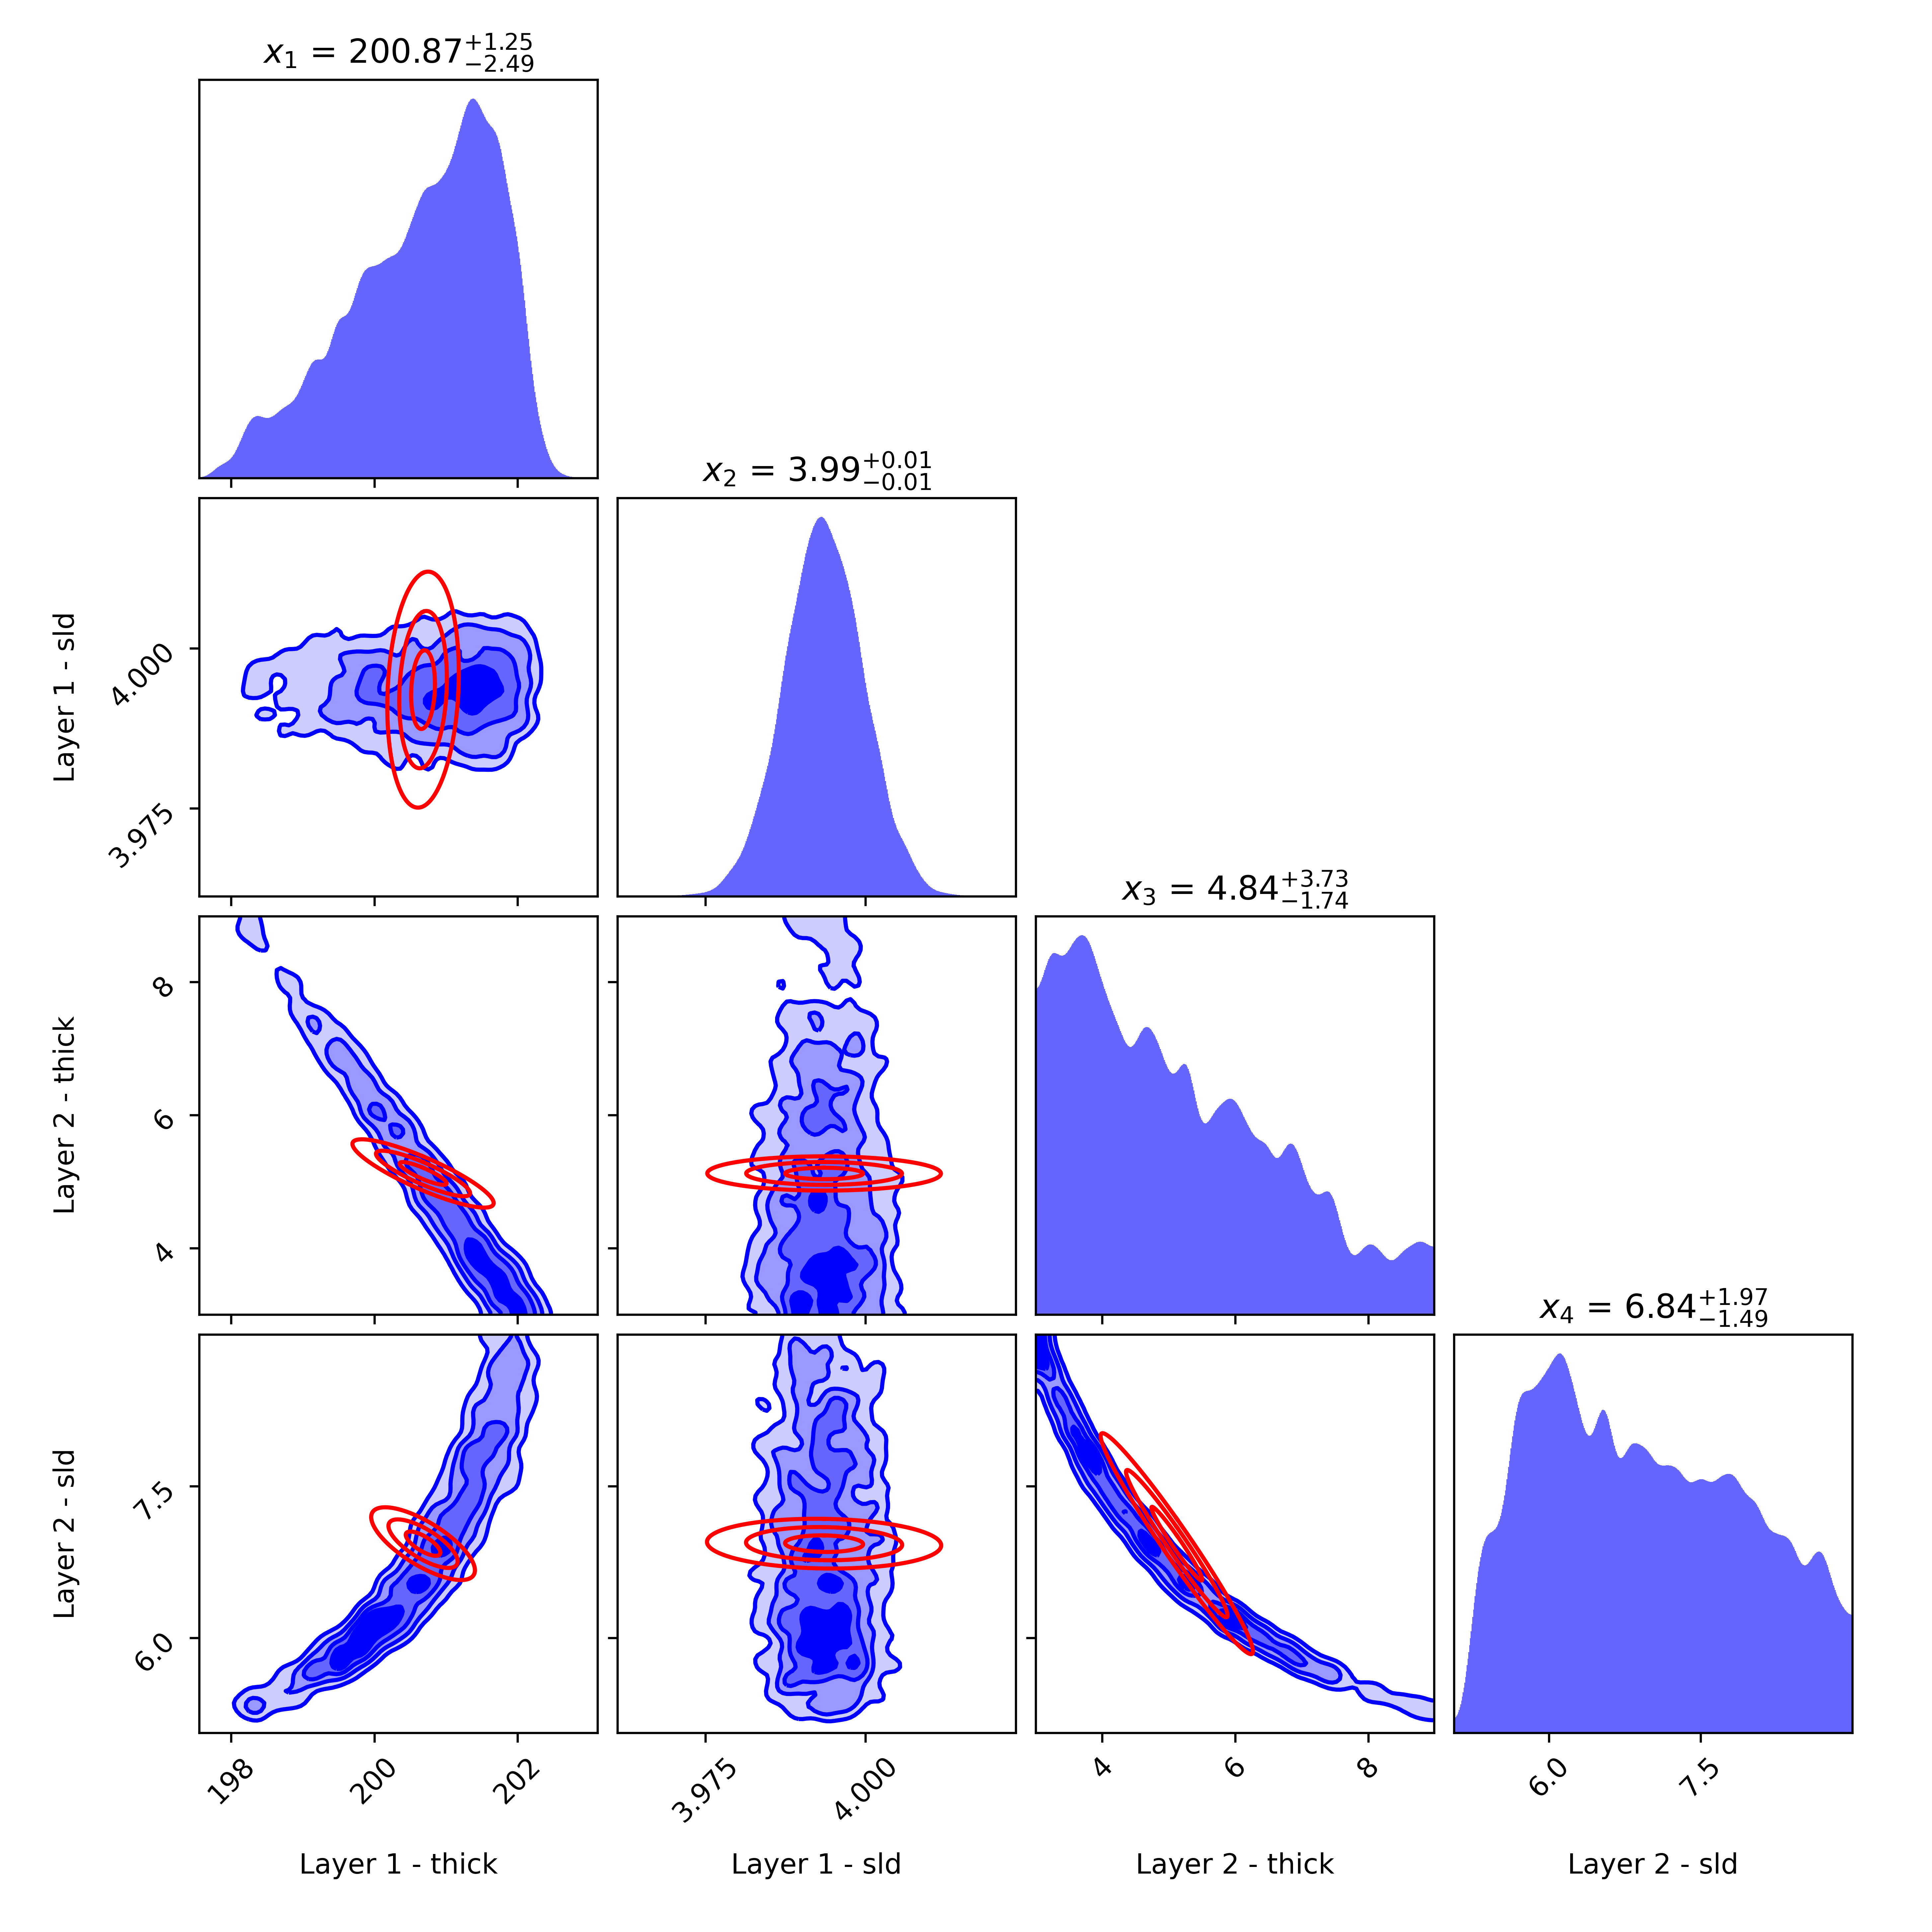 x₁ = 200.87 +1.25 −2.49
x₂ = 3.99 +0.01 −0.01
Layer 1 - sld
4.000
3.975
x₃ = 4.84 +3.73 −1.74
Layer 2 - thick
8
6
4
x₄ = 6.84 +1.97 −1.49
Layer 2 - sld
7.5
6.0
198 200 202 3.975 4.000 4 6 8 6.0 7.5
Layer 1 - thick Layer 1 - sld Layer 2 - thick Layer 2 - sld